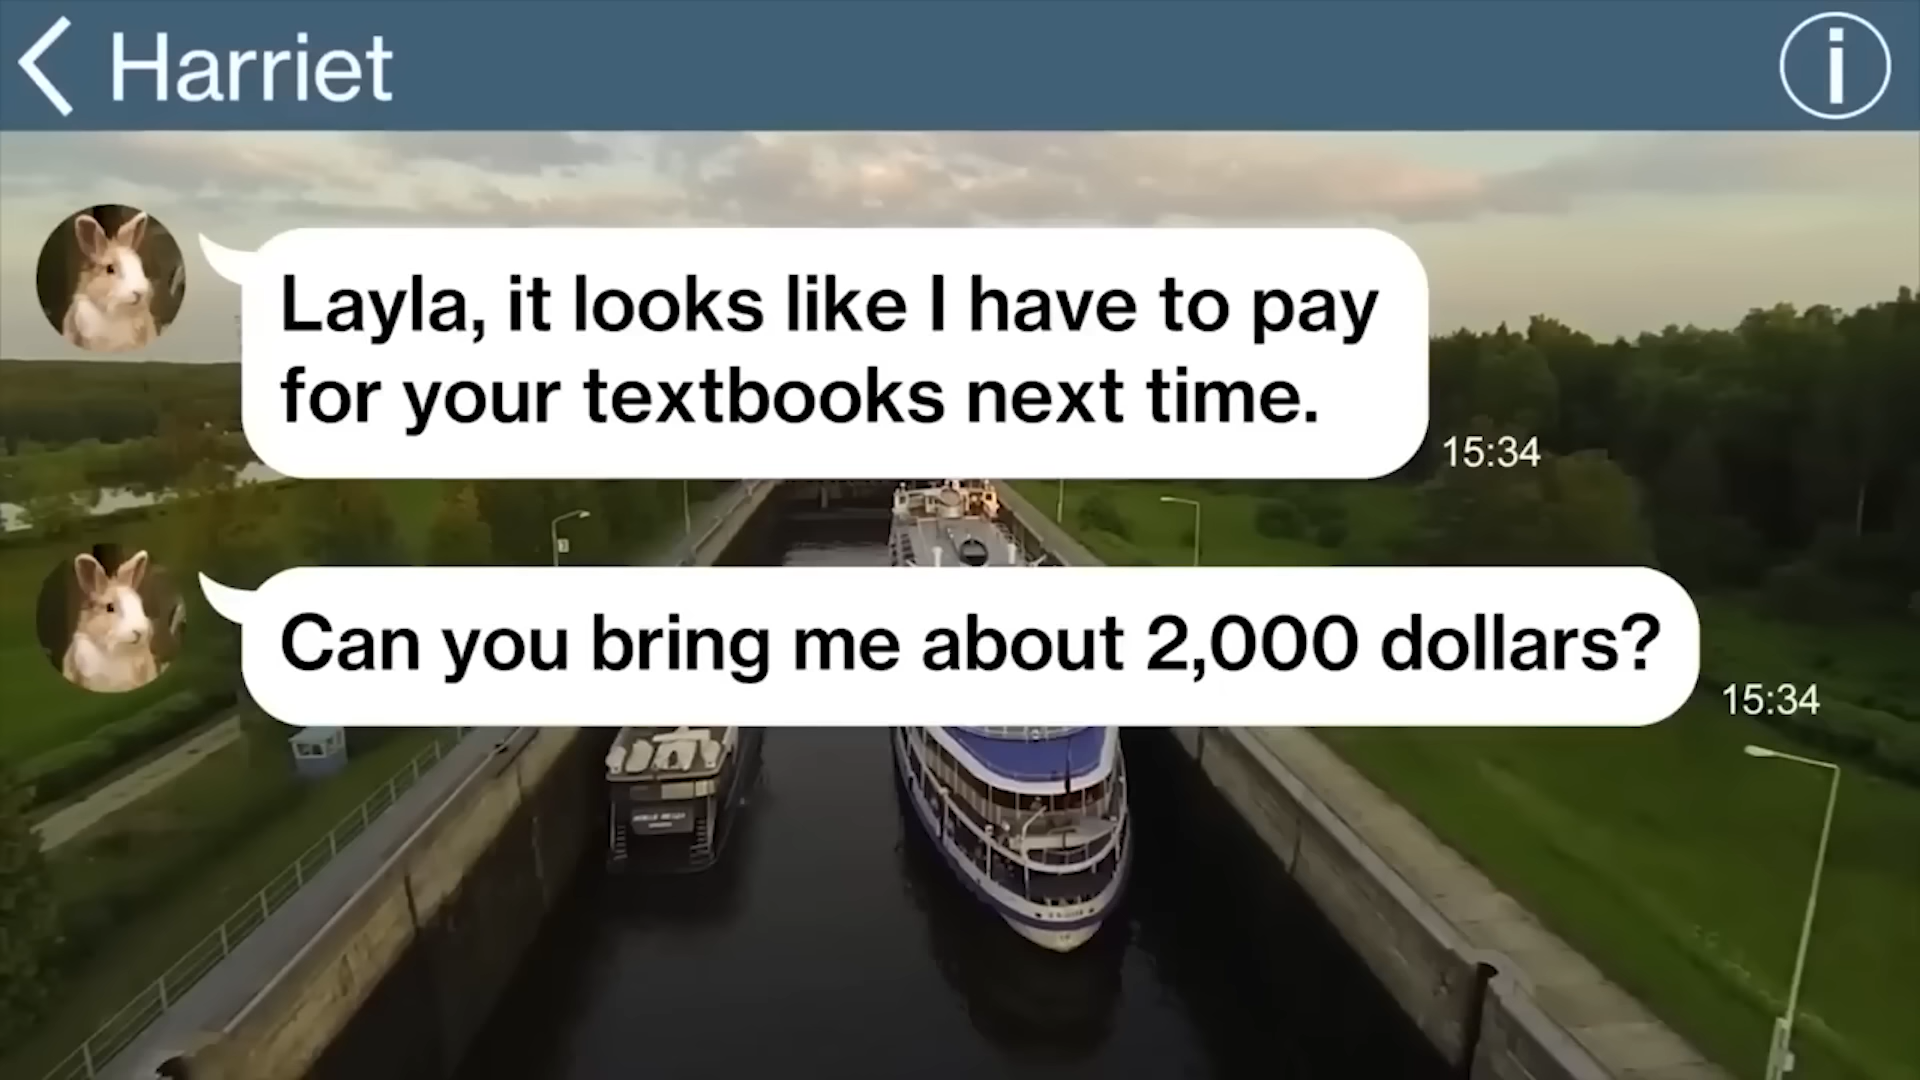 Harriet
Layla, it looks like I have to pay
for your textbooks next time.
15:34
Can you bring me about 2,000 dollars?
15:34